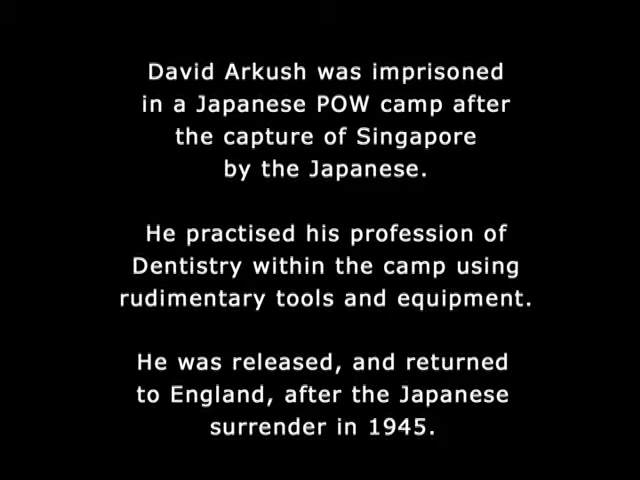 David Arkush was imprisoned
in a Japanese POW camp after
the capture of Singapore
by the Japanese.
He practised his profession of
Dentistry within the camp using
rudimentary tools and equipment.
He was released, and returned
to England, after the Japanese
surrender in 1945.